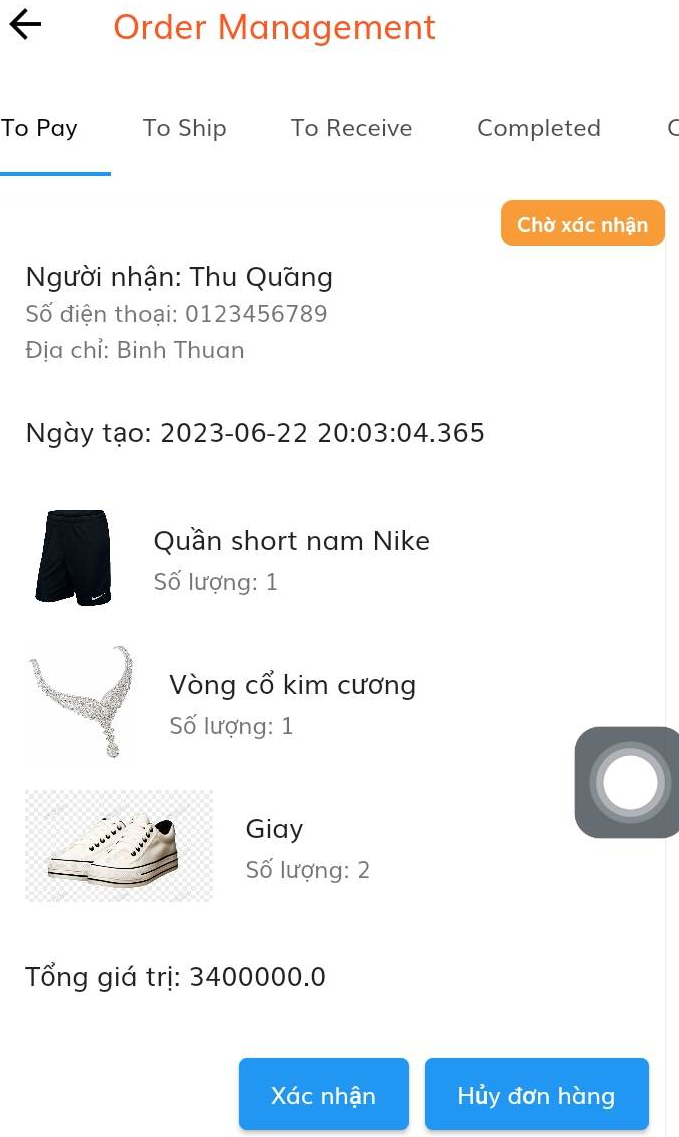 Order Management
To Pay To Ship To Receive Completed C
Chờ xác nhận
Người nhận: Thu Quãng
Số điện thoại: 0123456789
Địa chỉ: Binh Thuan
Ngày tạo: 2023-06-22 20:03:04.365
Quần short nam Nike
Số lượng: 1
Vòng cổ kim cương
Số lượng: 1
Giay
Số lượng: 2
Tổng giá trị: 3400000.0
Xác nhận Hủy đơn hàng